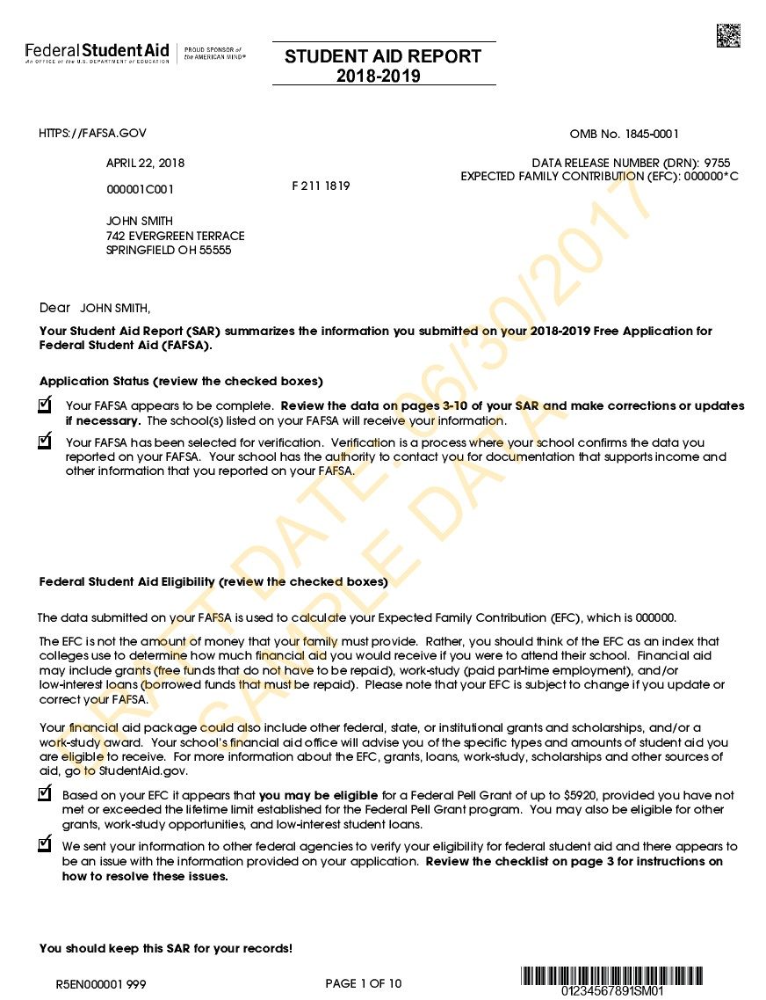 Federal Student Aid
An OFFICE of the U.S. DEPARTMENT of EDUCATION
PROUD SPONSOR of
the AMERICAN MIND®
STUDENT AID REPORT
2018-2019
HTTPS://FAFSA.GOV
OMB No. 1845-0001
APRIL 22, 2018
DATA RELEASE NUMBER (DRN): 9755
EXPECTED FAMILY CONTRIBUTION (EFC): 000000*C
000001C001
F 211 1819
JOHN SMITH
742 EVERGREEN TERRACE
SPRINGFIELD OH 55555
Dear JOHN SMITH,
Your Student Aid Report (SAR) summarizes the information you submitted on your 2018-2019 Free Application for
Federal Student Aid (FAFSA).
Application Status (review the checked boxes)
Your FAFSA appears to be complete. Review the data on pages 3-10 of your SAR and make corrections or updates
if necessary. The school(s) listed on your FAFSA will receive your information.
Your FAFSA has been selected for verification. Verification is a process where your school confirms the data you
reported on your FAFSA. Your school has the authority to contact you for documentation that supports income and
other information that you reported on your FAFSA.
Federal Student Aid Eligibility (review the checked boxes)
The data submitted on your FAFSA is used to calculate your Expected Family Contribution (EFC), which is 000000.
The EFC is not the amount of money that your family must provide. Rather, you should think of the EFC as an index that
colleges use to determine how much financial aid you would receive if you were to attend their school. Financial aid
may include grants (free funds that do not have to be repaid), work-study (paid part-time employment), and/or
low-interest loans (borrowed funds that must be repaid). Please note that your EFC is subject to change if you update or
correct your FAFSA.
Your financial aid package could also include other federal, state, or institutional grants and scholarships, and/or a
work-study award. Your school's financial aid office will advise you of the specific types and amounts of student aid you
are eligible to receive. For more information about the EFC, grants, loans, work-study, scholarships and other sources of
aid, go to StudentAid.gov.
Based on your EFC it appears that you may be eligible for a Federal Pell Grant of up to $5920, provided you have not
met or exceeded the lifetime limit established for the Federal Pell Grant program. You may also be eligible for other
grants, work-study opportunities, and low-interest student loans.
We sent your information to other federal agencies to verify your eligibility for federal student aid and there appears to
be an issue with the information provided on your application. Review the checklist on page 3 for instructions on
how to resolve these issues.
You should keep this SAR for your records!
R5EN000001 999
PAGE 1 OF 10
01234567891SM01
DRAFT DATE: 06/30/2017
SAMPLE DATA